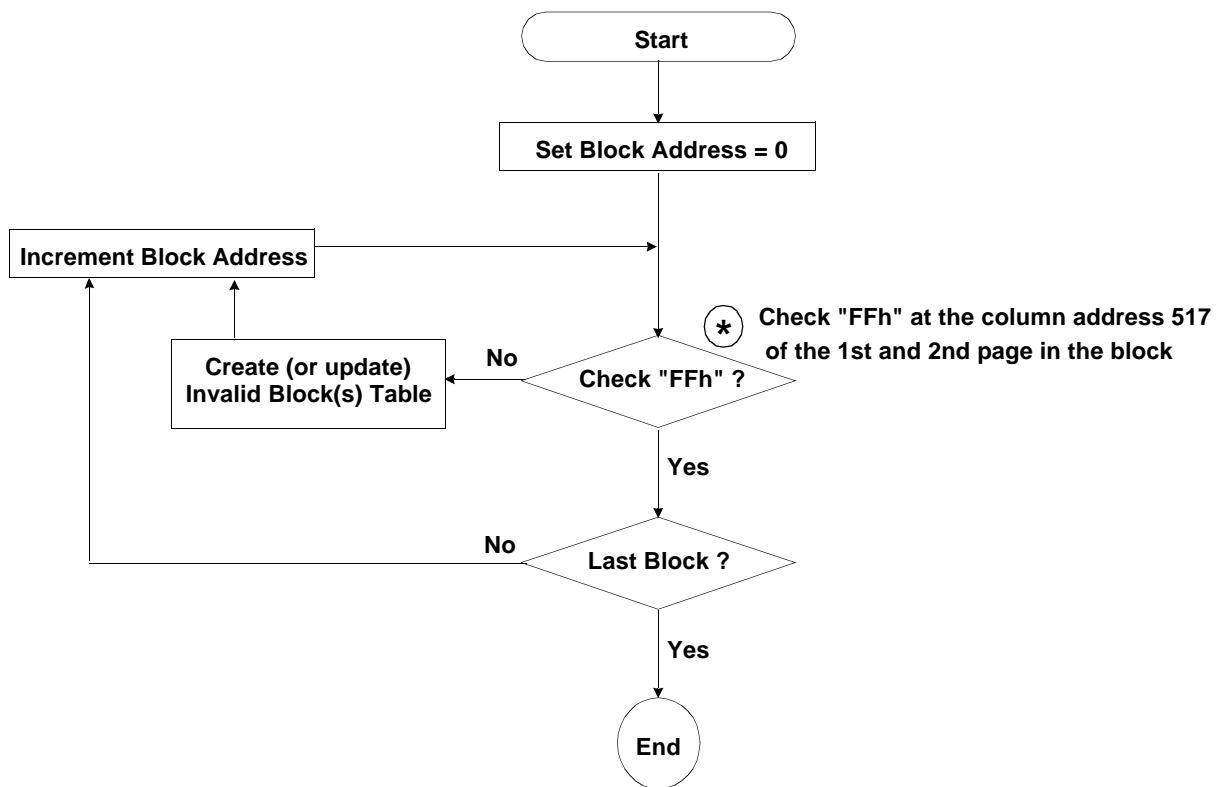 Start
Set Block Address = 0
Increment Block Address
*
Check "FFh" at the column address 517
of the 1st and 2nd page in the block
No
Create (or update)
Invalid Block(s) Table
Check "FFh" ?
Yes
No
Last Block ?
Yes
End